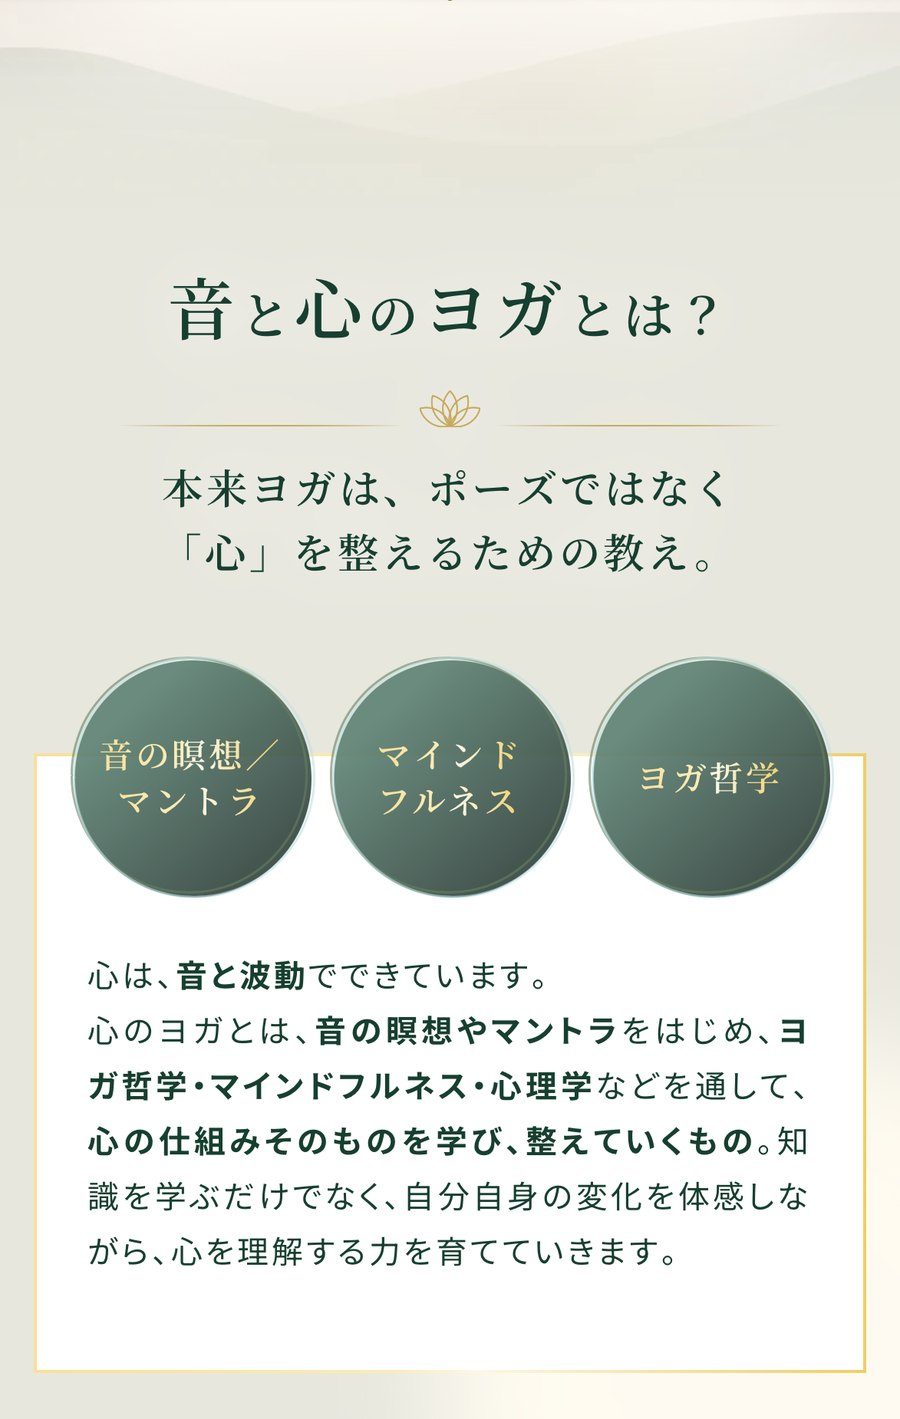 音と心のヨガとは？
本来ヨガは、ポーズではなく
「心」を整えるための教え。
音の瞑想／
マントラ
マインド
フルネス
ヨガ哲学
心は、音と波動でできています。
心のヨガとは、音の瞑想やマントラをはじめ、ヨ
ガ哲学・マインドフルネス・心理学などを通して、
心の仕組みそのものを学び、整えていくもの。知
識を学ぶだけでなく、自分自身の変化を体感しな
がら、心を理解する力を育てていきます。